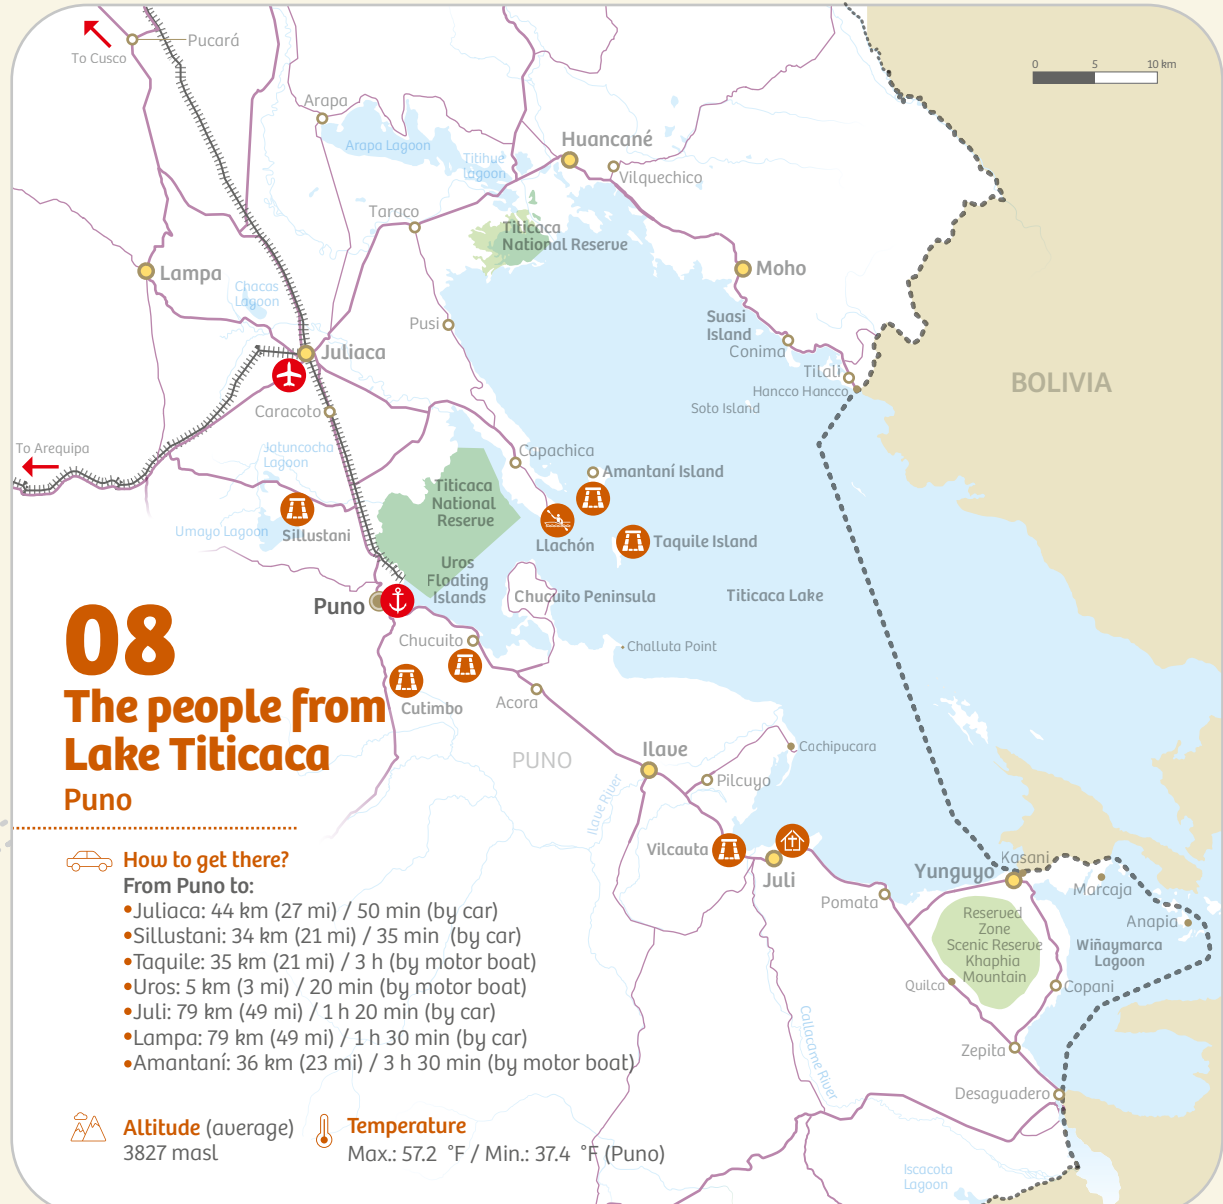 To Cusco
Pucará
0 5 10 km
Arapa
Arapa Lagoon
Huancané
Titihue
lagoon
Vilquechico
Taraco
Titicaca
National Reserve
Lampa
Moho
Chacas
Lagoon
Suasi
Island
Pusi
Juliaca
Conima
Tilali
Hancco Hancco
BOLIVIA
Caracoto
Soto Island
To Arequipa
Jatuncocha
Lagoon
Capachica
Amantaní Island
Titicaca
National
Reserve
Umayo Lagoon
Sillustani
Llachón
Taquile Island
Uros
Floating
Islands
Chucuito Peninsula
Titicaca Lake
Puno
Chucuito
Challuta Point
Cutimbo
Acora
08
The people from
Lake Titicaca
Puno
PUNO
Ilave
Cachipucara
Pilcuyo
Ilave River
Vilcauta
Juli
Yunguyo
Kasani
Marcaja
Pomata
Anapia
Reserved
Zone
Scenic Reserve
Khaphia
Mountain
Wiñaymarca
Lagoon
Quilca
Copani
Zepita
Desaguadero
Callacame River
Iscacota
Lagoon
How to get there?
From Puno to:
•Juliaca: 44 km (27 mi) / 50 min (by car)
•Sillustani: 34 km (21 mi) / 35 min (by car)
•Taquile: 35 km (21 mi) / 3 h (by motor boat)
•Uros: 5 km (3 mi) / 20 min (by motor boat)
•Juli: 79 km (49 mi) / 1 h 20 min (by car)
•Lampa: 79 km (49 mi) / 1 h 30 min (by car)
•Amantaní: 36 km (23 mi) / 3 h 30 min (by motor boat)
Altitude (average)
3827 masl
Temperature
Max.: 57.2 °F / Min.: 37.4 °F (Puno)